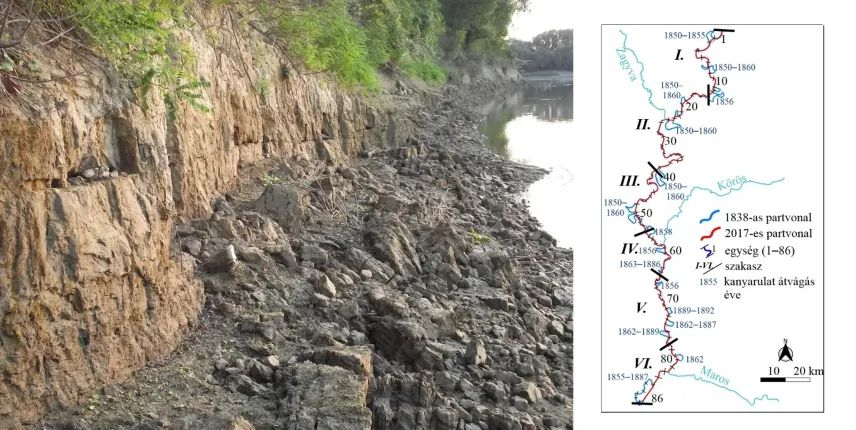 1850–1855
1
I.
1850–1860
10
1850–
1860
1856
Zagyva
20
II.
1850–1860
30
III.
40
1850–
1860
Körös
1850–
1860
50
1858
IV.
1856
60
1863–1886
1856
70
V.
1889–1892
1862–1887
1862–1889
80
VI.
1862
1855–1887
Maros
86
1838-as partvonal
2017-es partvonal
egység (1–86)
I-VI.
szakasz
1855
kanyarulat átvágás
éve
N
10
20 km